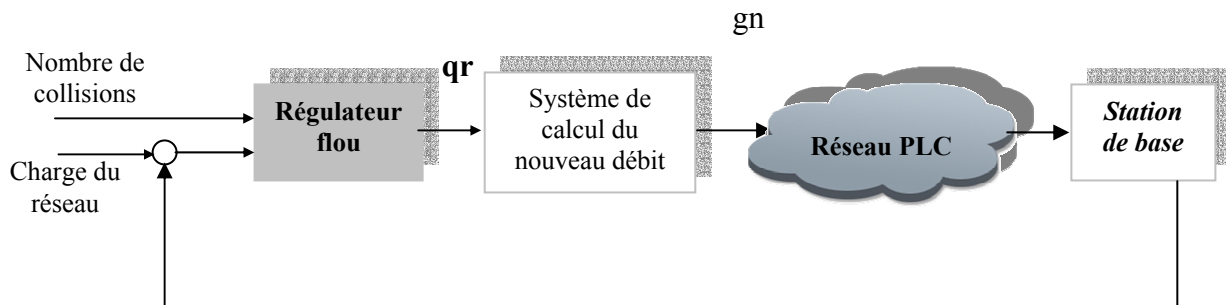 gn
Nombre de
collisions
qr
Régulateur
flou
Système de
calcul du
nouveau débit
Réseau PLC
Station
de base
Charge du
réseau